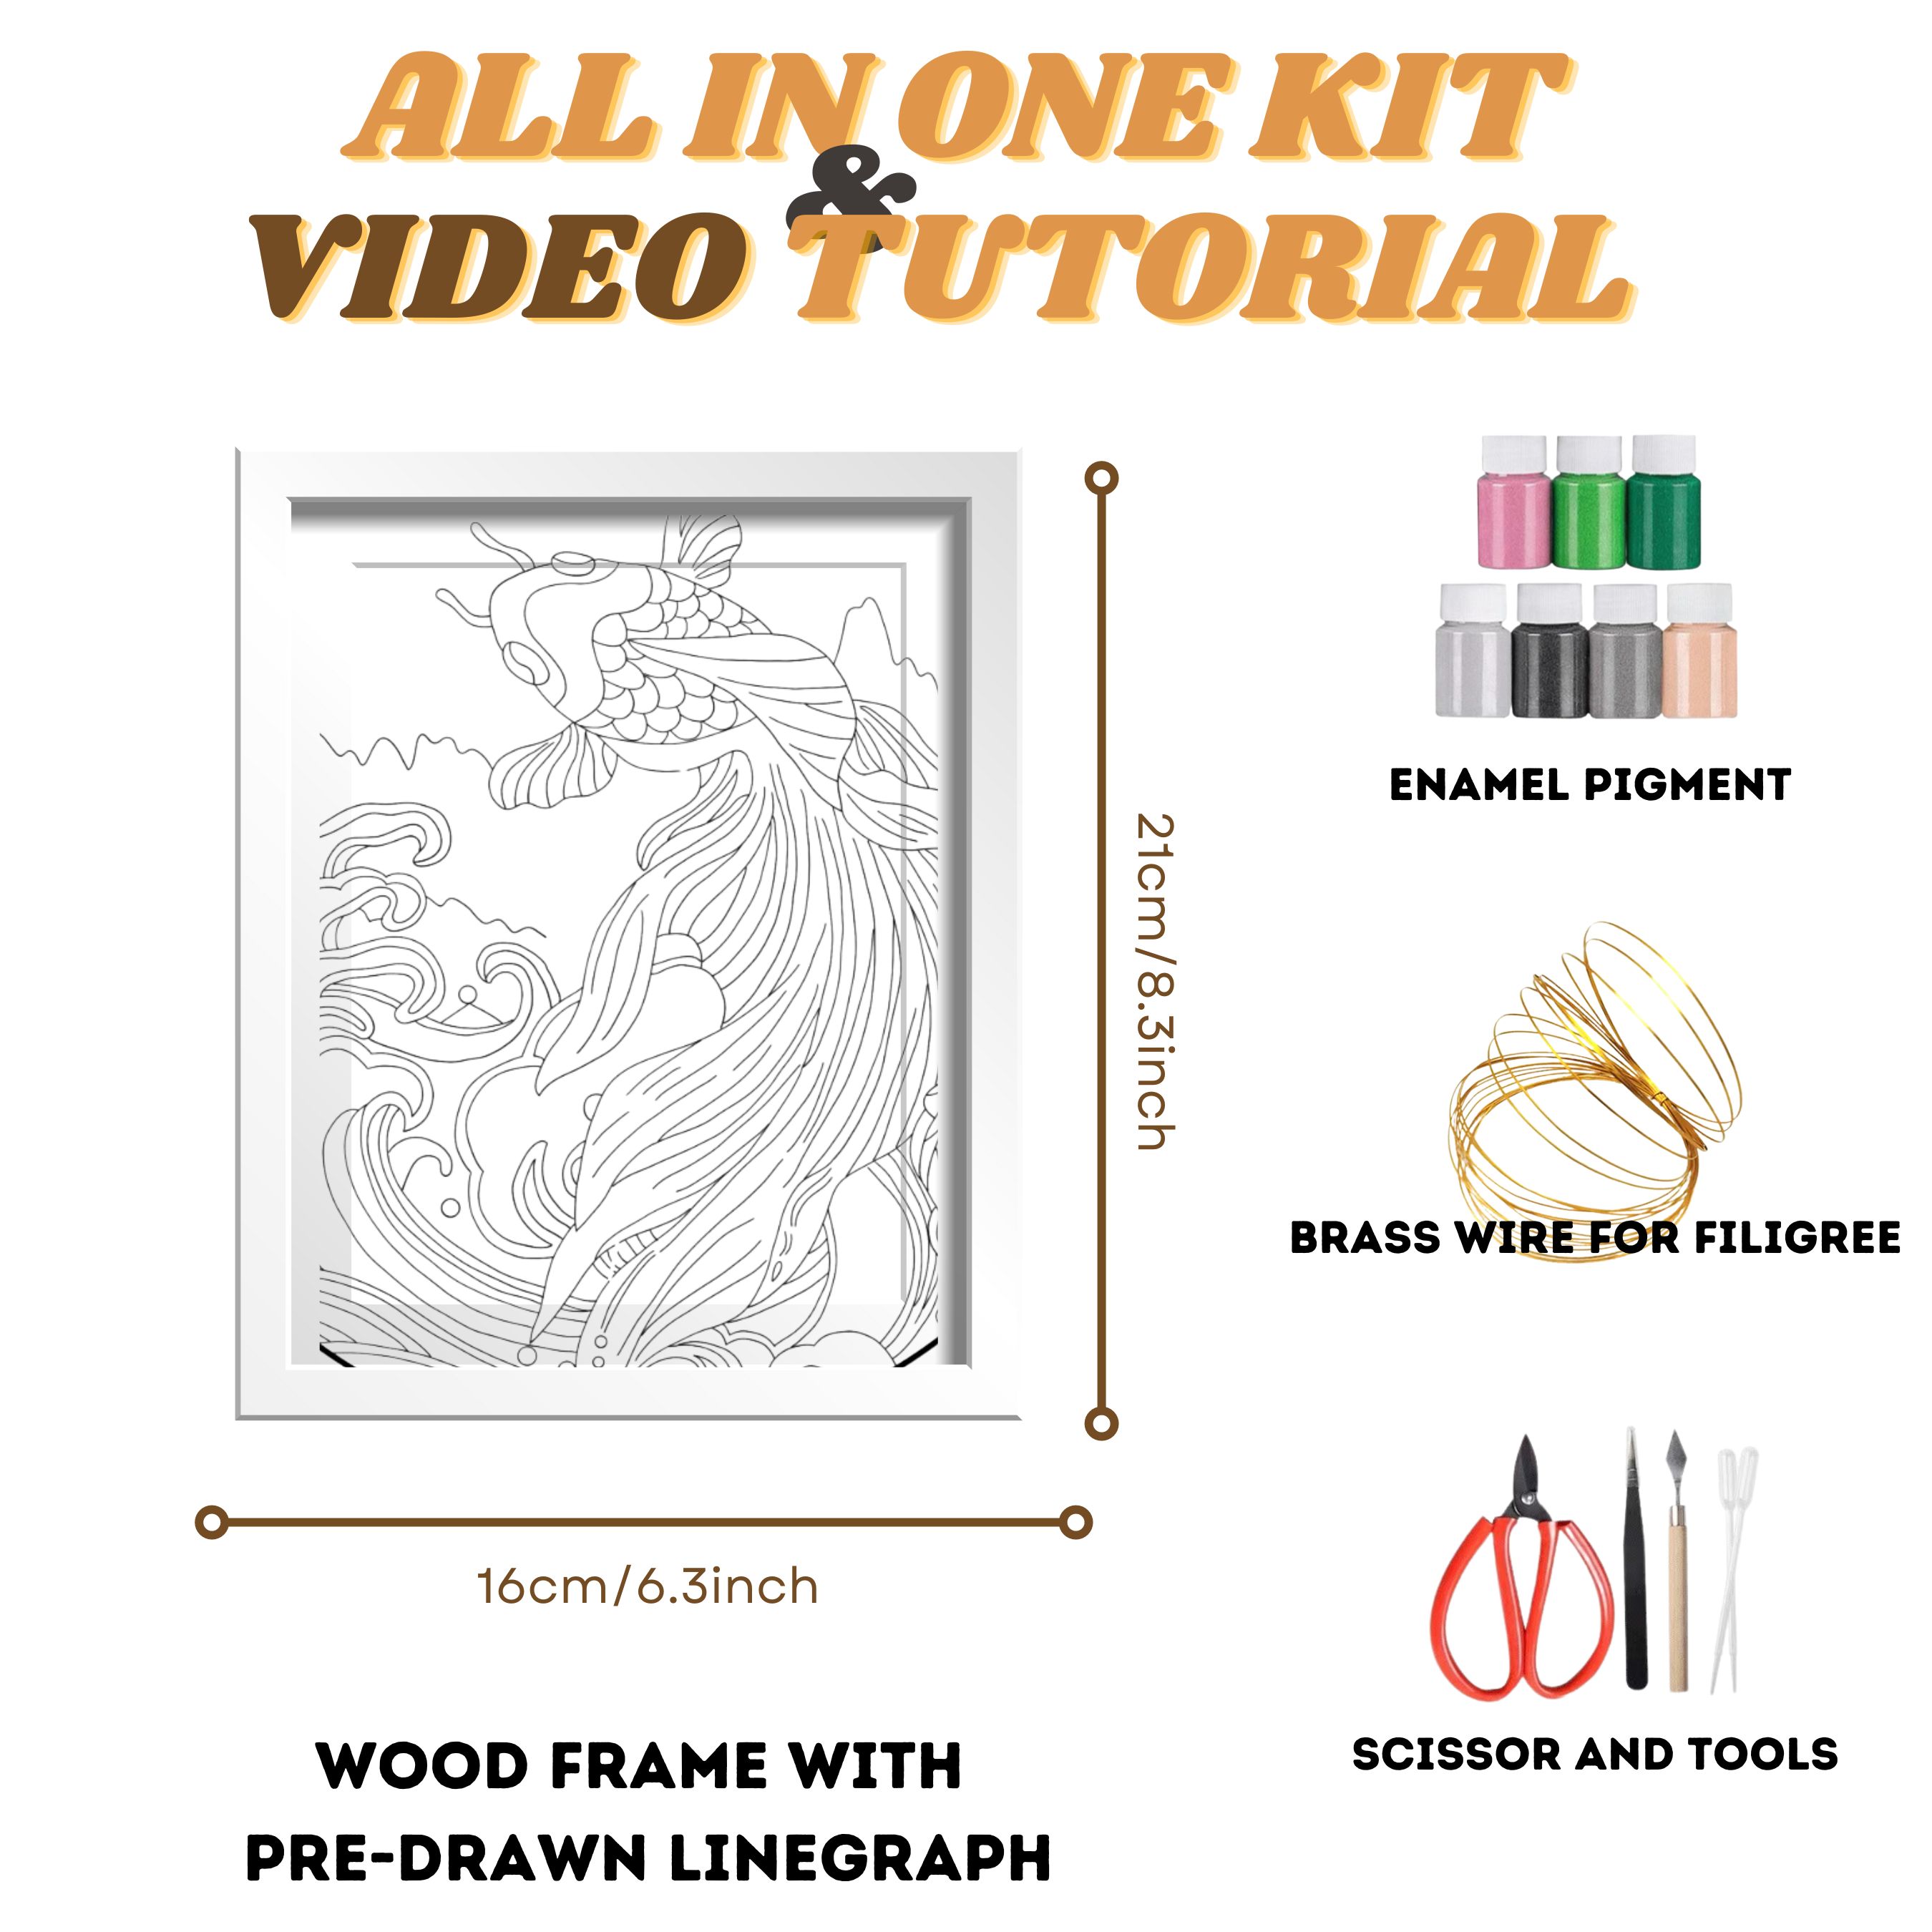 ALL IN ONE KIT
&
VIDEO TUTORIAL
21cm/8.3inch
16cm/6.3inch
WOOD FRAME WITH
PRE-DRAWN LINEGRAPH
ENAMEL PIGMENT
BRASS WIRE FOR FILIGREE
SCISSOR AND TOOLS